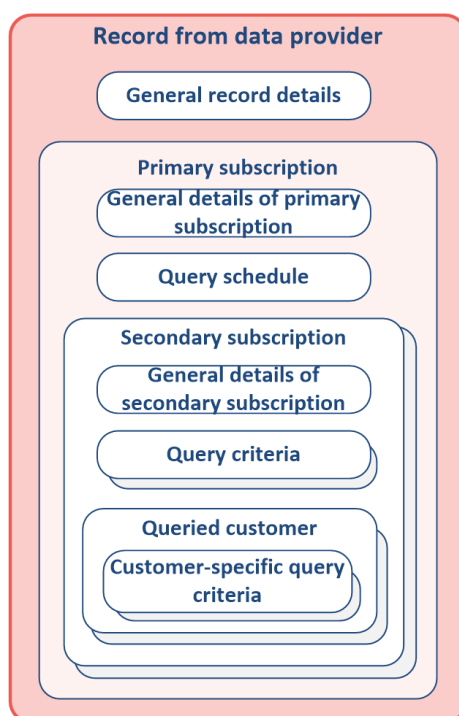 Record from data provider
General record details
Primary subscription
General details of primary
subscription
Query schedule
Secondary subscription
General details of
secondary subscription
Query criteria
Queried customer
Customer-specific query
criteria